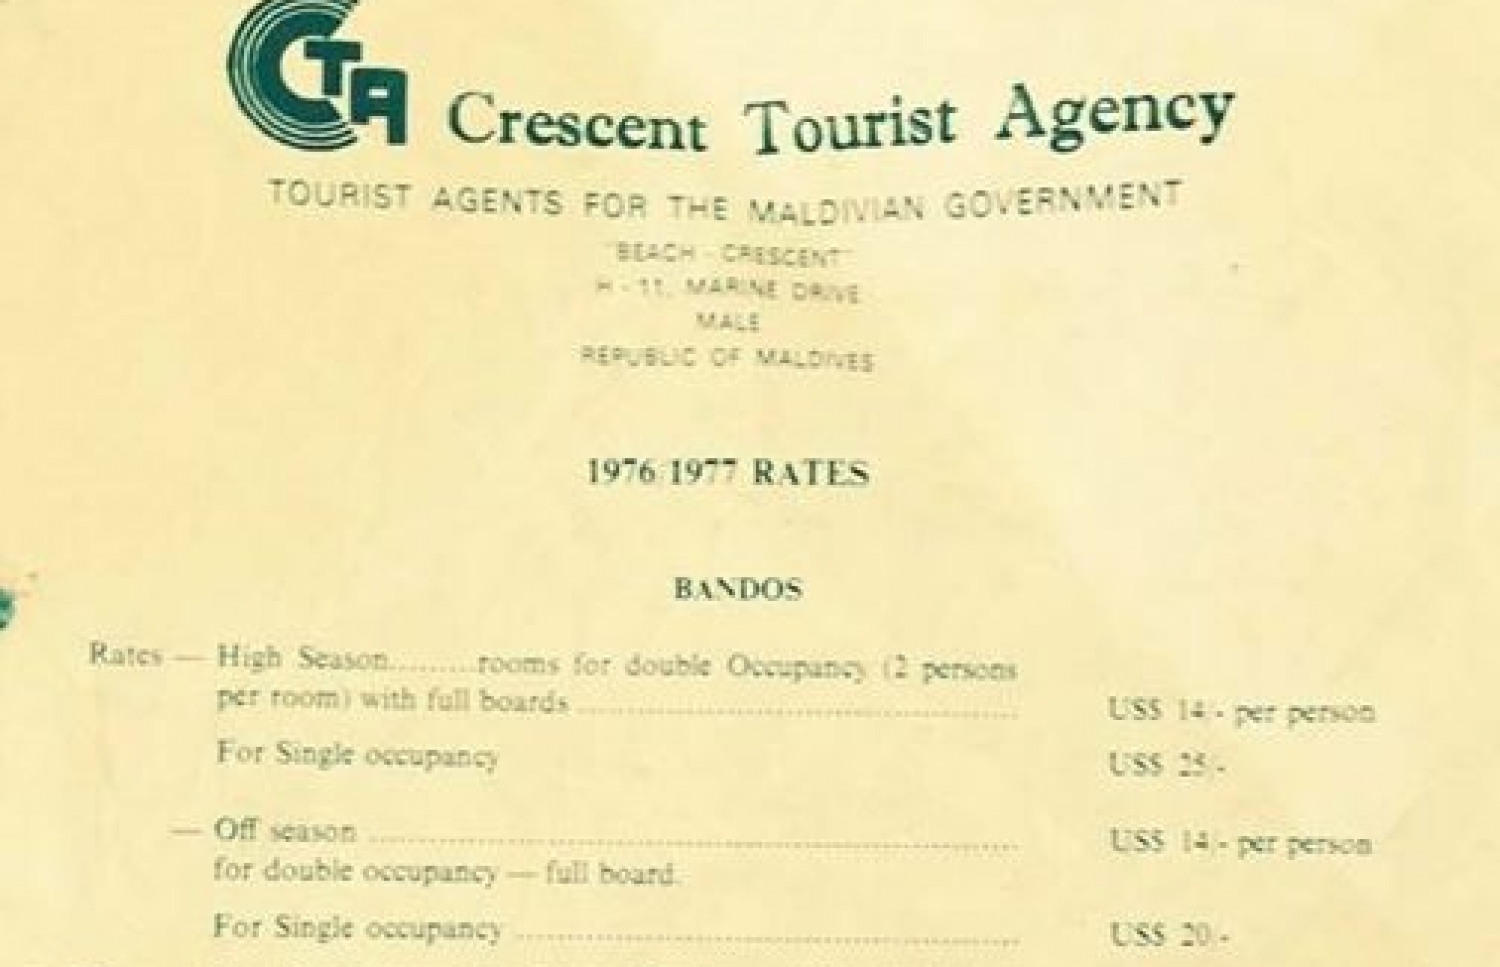 CTA Crescent Tourist Agency
TOURIST AGENTS FOR THE MALDIVIAN GOVERNMENT
"BEACH - CRESCENT"
H - 11, MARINE DRIVE
MALE
REPUBLIC OF MALDIVES
1976/1977 RATES
BANDOS
Rates — High Season.........rooms for double Occupancy (2 persons
per room) with full boards ........................................ US$ 14/- per person
For Single occupancy US$ 25/-
— Off season ............................................................ US$ 14/- per person
for double occupancy — full board.
For Single occupancy .............................................. US$ 20/-